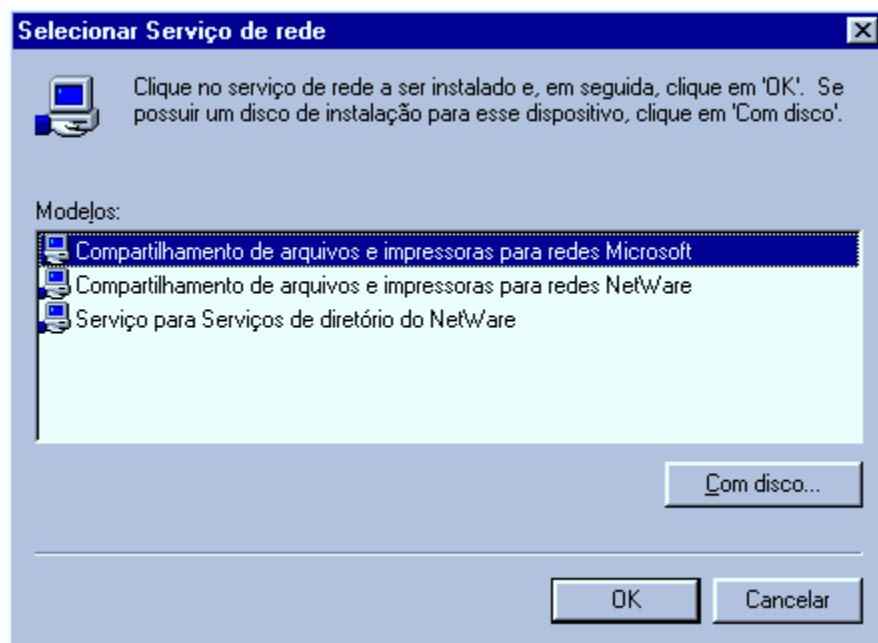 Selecionar Serviço de rede
Clique no serviço de rede a ser instalado e, em seguida, clique em 'OK'. Se
possuir um disco de instalação para esse dispositivo, clique em 'Com disco'.
Modelos:
Compartilhamento de arquivos e impressoras para redes Microsoft
Compartilhamento de arquivos e impressoras para redes NetWare
Serviço para Serviços de diretório do NetWare
Com disco...
OK
Cancelar